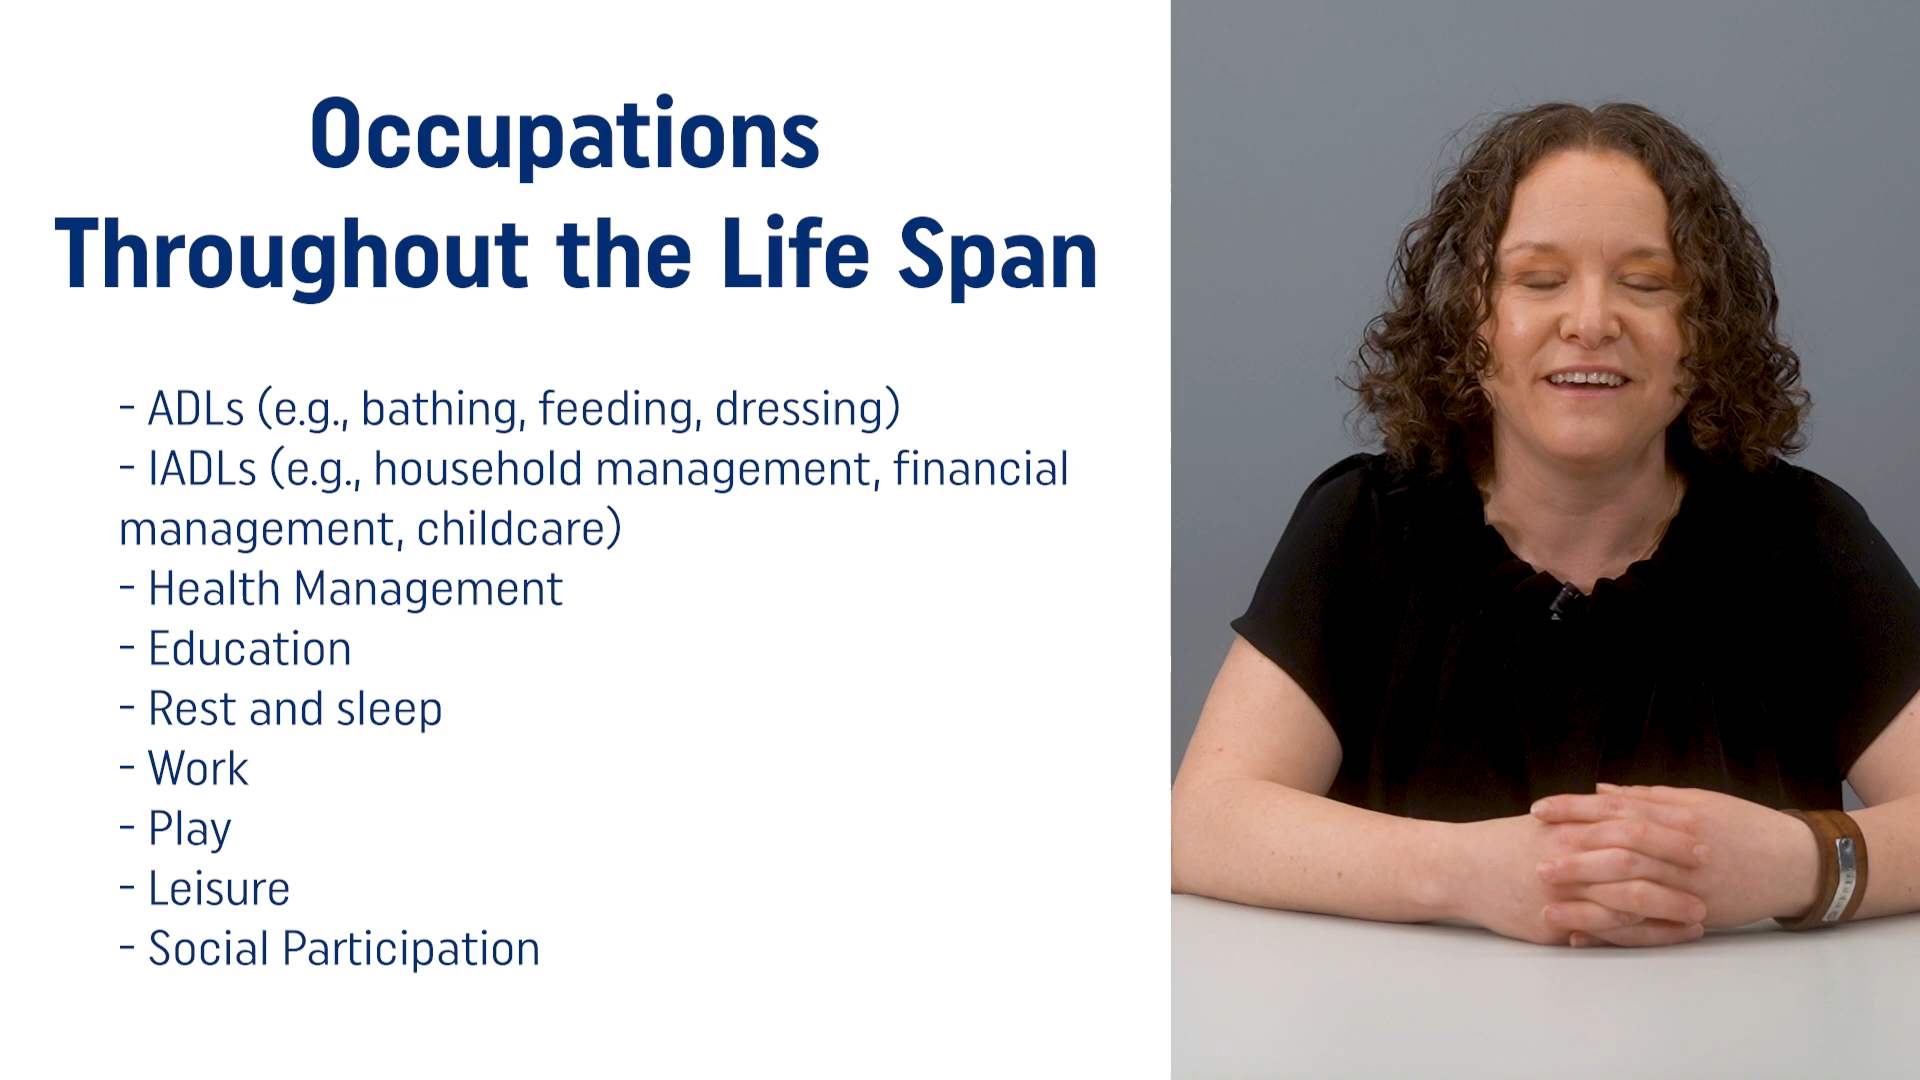 Occupations
Throughout the Life Span
- ADLs (e.g., bathing, feeding, dressing)
- IADLs (e.g., household management, financial
management, childcare)
- Health Management
- Education
- Rest and sleep
- Work
- Play
- Leisure
- Social Participation